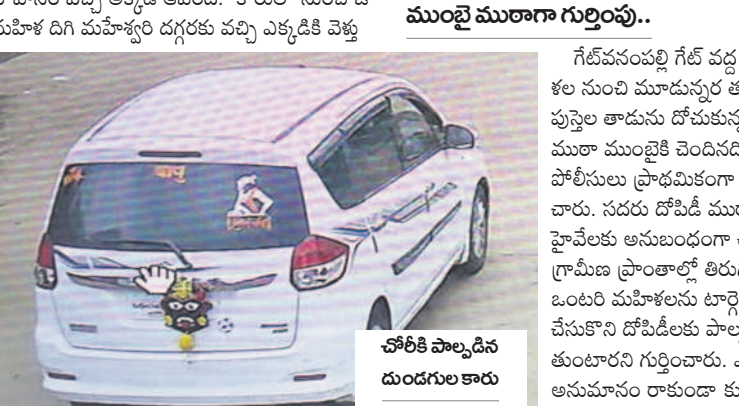 మహిళ దిగి మహేశ్వరి దగ్గరకు వచ్చి ఎక్కడికి వెళ్తు
ముంబై ముఠాగా గుర్తింపు..
గేట్‌వనంపల్లి గేట్ వద్ద
ళల నుంచి మూడున్నర
పుస్తెల తాడును దోచుకున్న
ముఠా ముంబైకి చెందినది
పోలీసులు ప్రాథమికంగా
చారు. సదరు దోపిడీ
హైవేలకు అనుబంధంగా
గ్రామీణ ప్రాంతాల్లో
ఒంటరి మహిళలను
చేసుకొని దోపిడీలకు
తుంటారని గుర్తించారు.
అనుమానం రాకుండా
बापु
చోరీకి పాల్పడిన
దుండగుల కారు